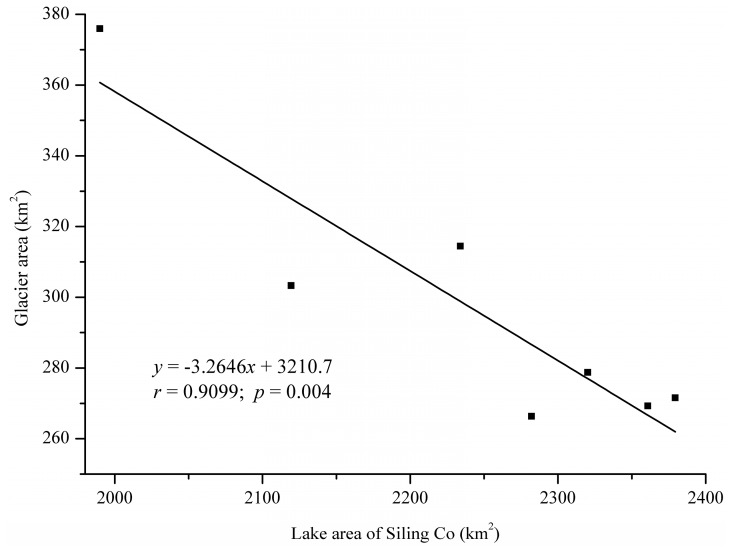 380
360
340
320
300
280
260
Glacier area (km²)
y = -3.2646x + 3210.7
r = 0.9099; p = 0.004
2000 2100 2200 2300 2400
Lake area of Siling Co (km²)